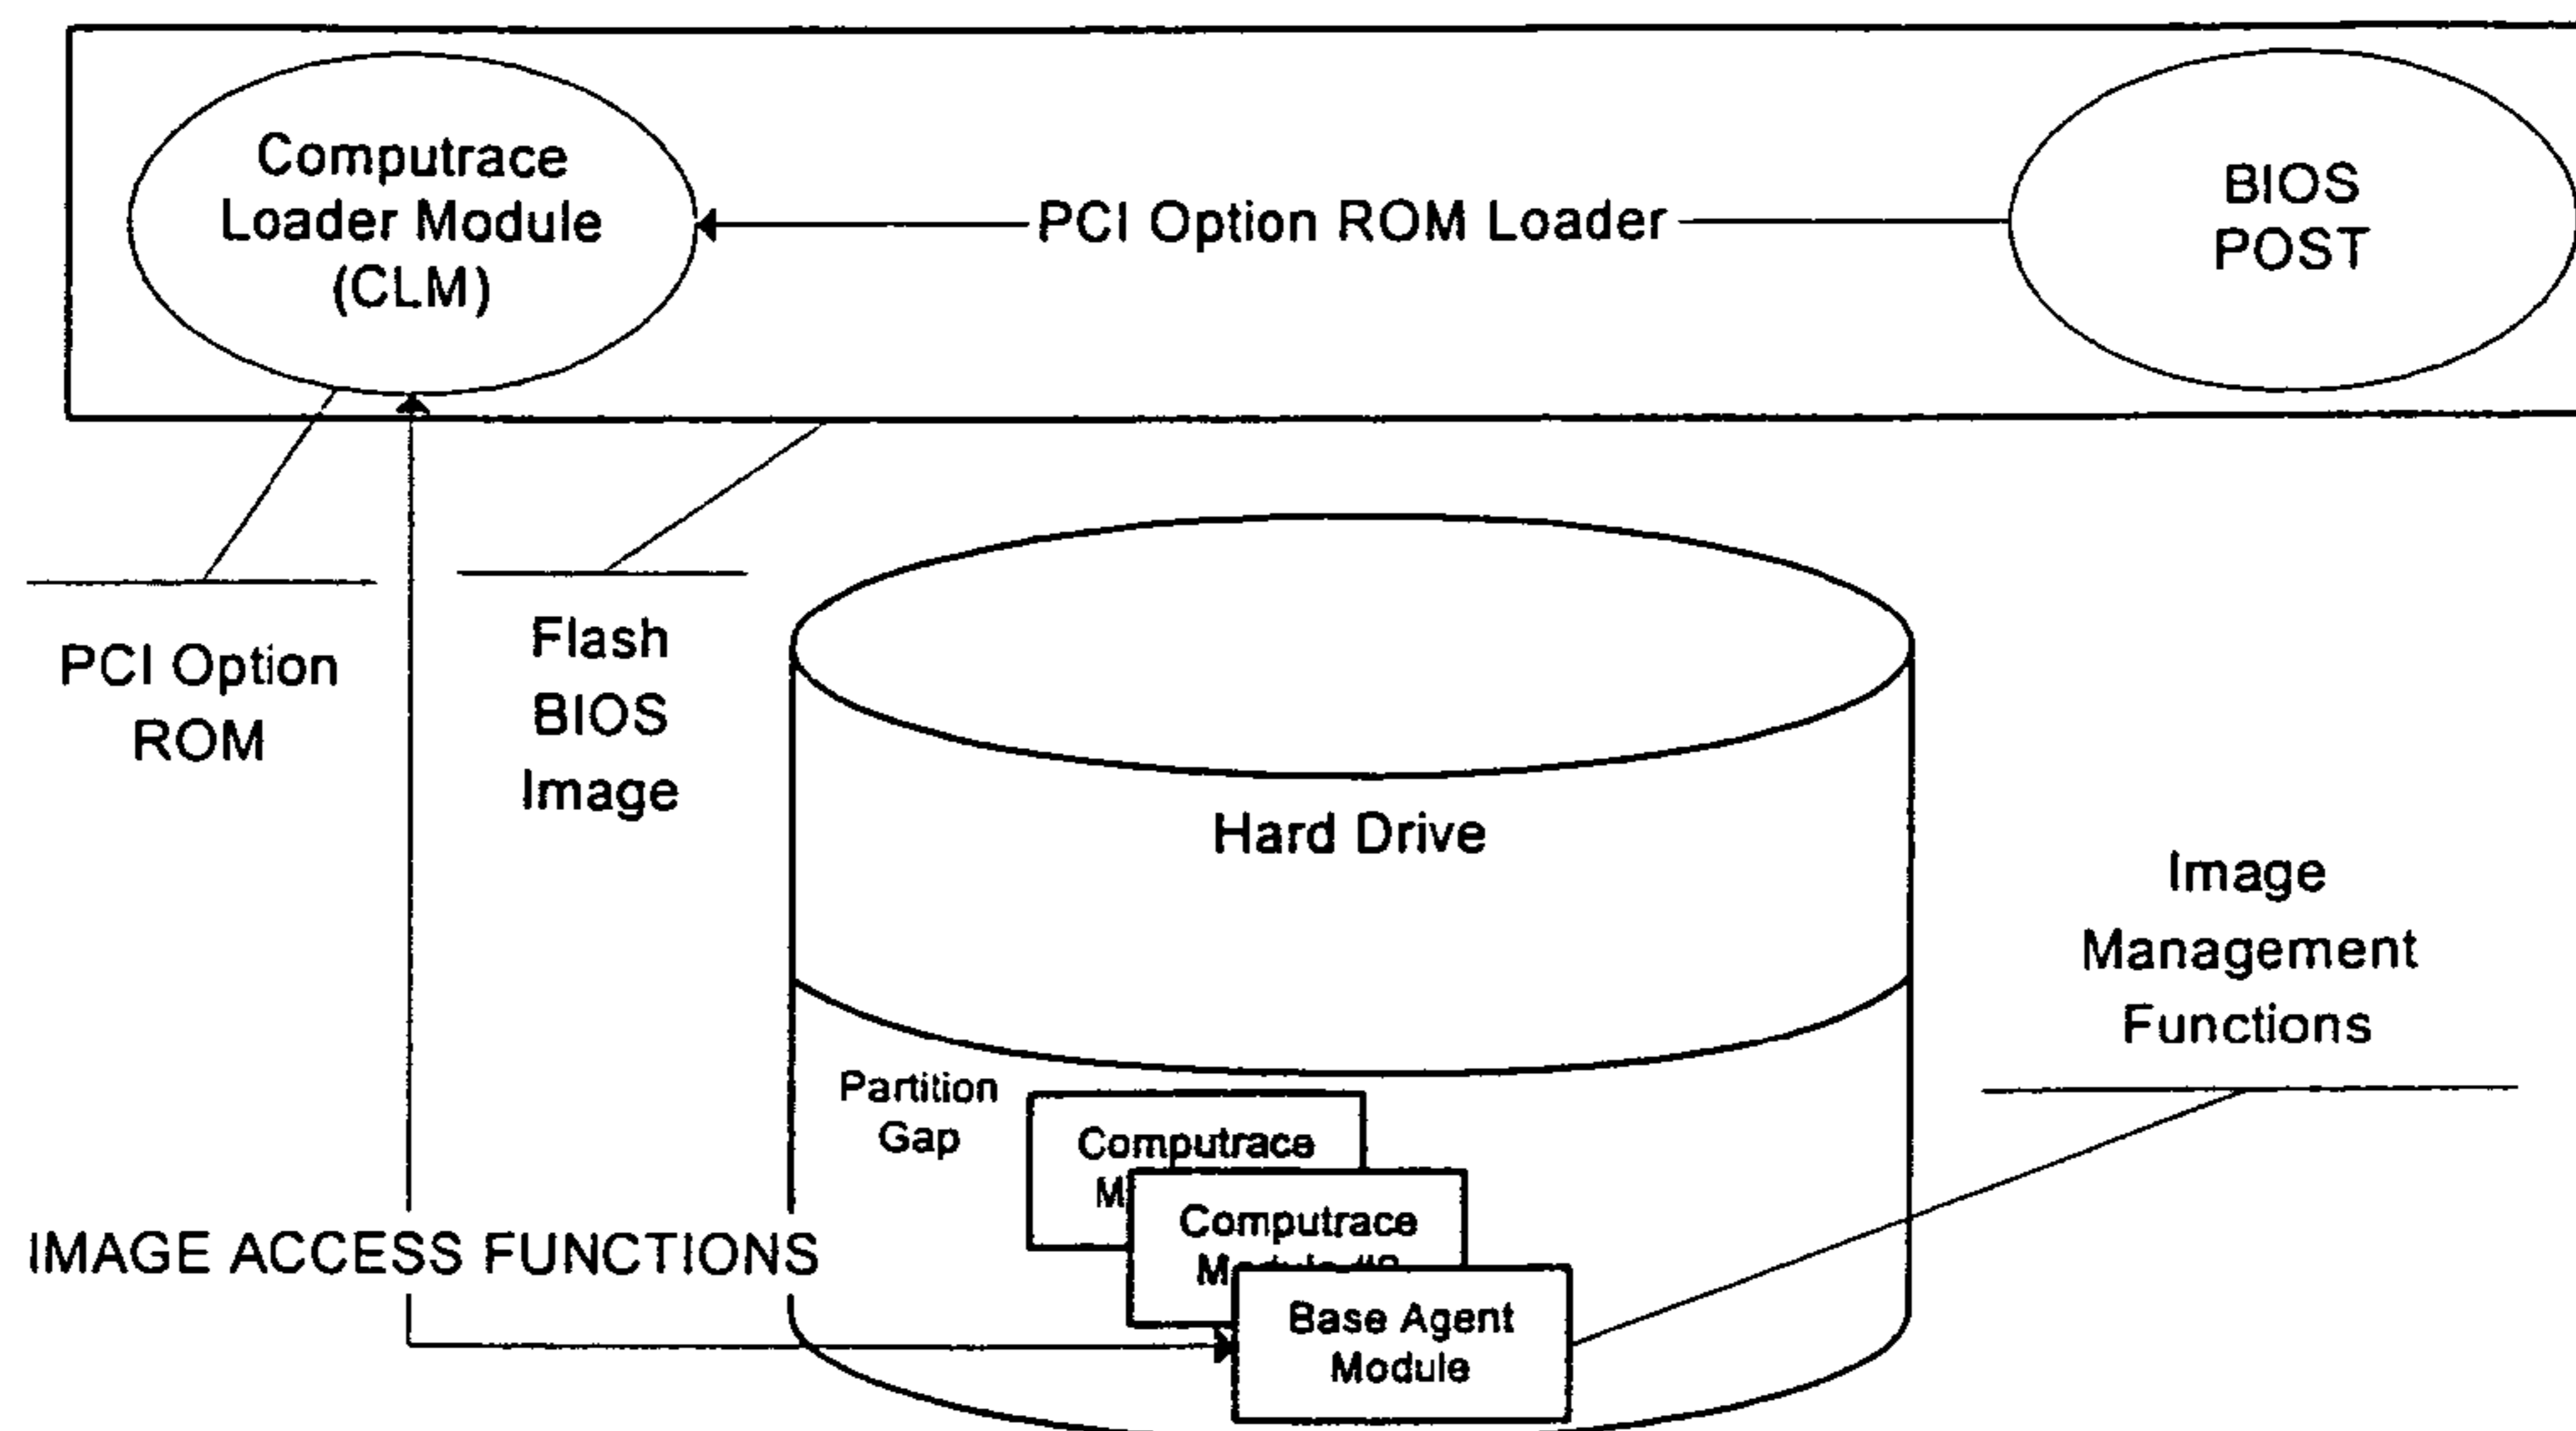 Computrace
Loader Module
(CLM)
PCI Option ROM Loader
BIOS
POST
PCI Option
ROM
Flash
BIOS
Image
Hard Drive
Image
Management
Functions
Partition
Gap
Computrace
Computrace
IMAGE ACCESS FUNCTIONS
Base Agent
Module